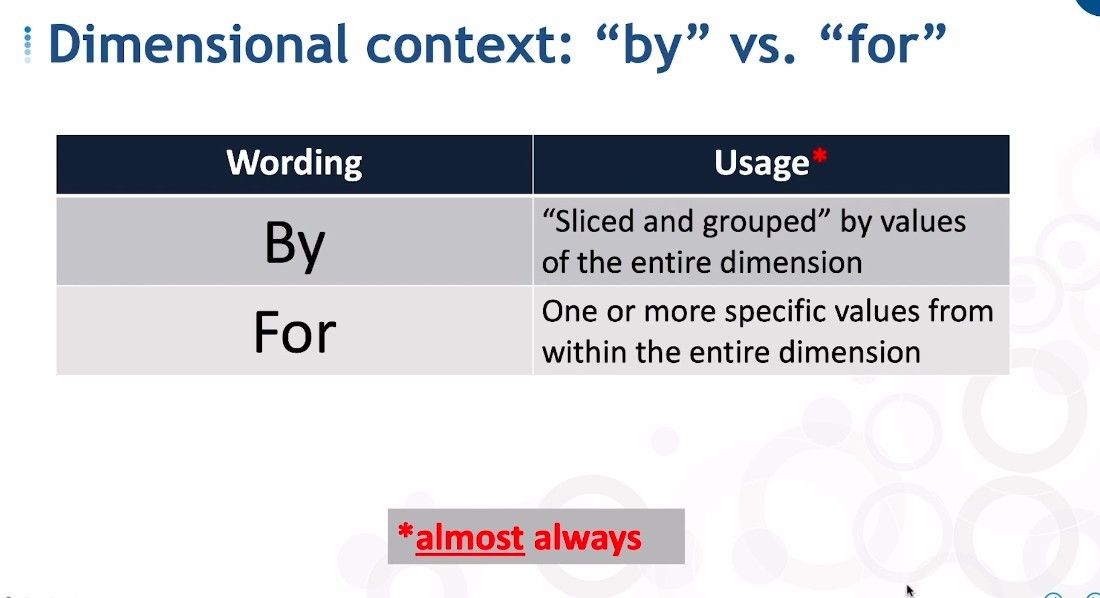 Dimensional context: “by” vs. “for”
Wording
Usage*
By
“Sliced and grouped” by values
of the entire dimension
For
One or more specific values from
within the entire dimension
*almost always